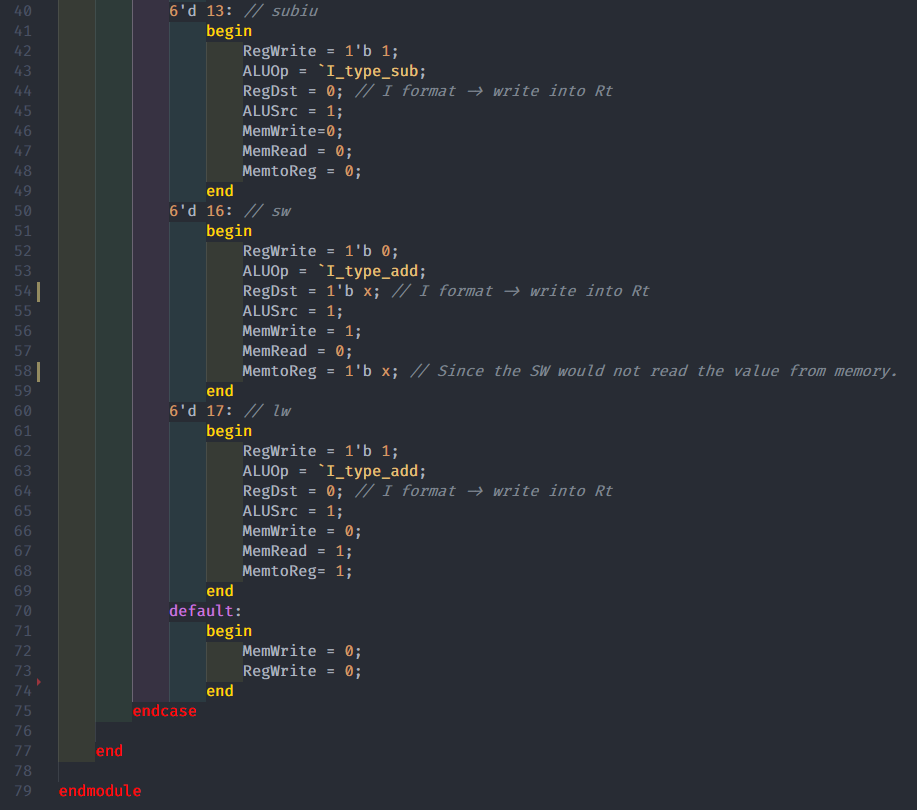 40 6'd 13: // subiu
41 begin
42 RegWrite = 1'b 1;
43 ALUOp = `I_type_sub;
44 RegDst = 0; // I format → write into Rt
45 ALUSrc = 1;
46 MemWrite=0;
47 MemRead = 0;
48 MemtoReg = 0;
49 end
50 6'd 16: // sw
51 begin
52 RegWrite = 1'b 0;
53 ALUOp = `I_type_add;
54 RegDst = 1'b x; // I format → write into Rt
55 ALUSrc = 1;
56 MemWrite = 1;
57 MemRead = 0;
58 MemtoReg = 1'b x; // Since the SW would not read the value from memory.
59 end
60 6'd 17: // lw
61 begin
62 RegWrite = 1'b 1;
63 ALUOp = `I_type_add;
64 RegDst = 0; // I format → write into Rt
65 ALUSrc = 1;
66 MemWrite = 0;
67 MemRead = 1;
68 MemtoReg= 1;
69 end
70 default:
71 begin
72 MemWrite = 0;
73 RegWrite = 0;
74 end
75 endcase
76
77 end
78
79 endmodule